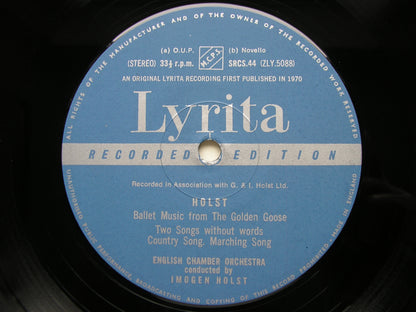 ALL RIGHTS OF THE MANUFACTURER AND OF THE OWNER OF THE RECORDED WORK RESERVED
UNAUTHORISED PUBLIC PERFORMANCE, BROADCASTING AND COPYING OF THIS RECORD PROHIBITED. MADE IN ENGLAND
(a) O.U.P. M.C.P.S. (b) Novello
(STEREO) 33⅓ r.p.m. SRCS.44 (ZLY.5088)
AN ORIGINAL LYRITA RECORDING FIRST PUBLISHED IN 1970
Lyrita
RECORDED EDITION
Recorded in Association with G. & I. Holst Ltd.
HOLST
Ballet Music from The Golden Goose
Two Songs without words
Country Song. Marching Song
ENGLISH CHAMBER ORCHESTRA
conducted by
IMOGEN HOLST